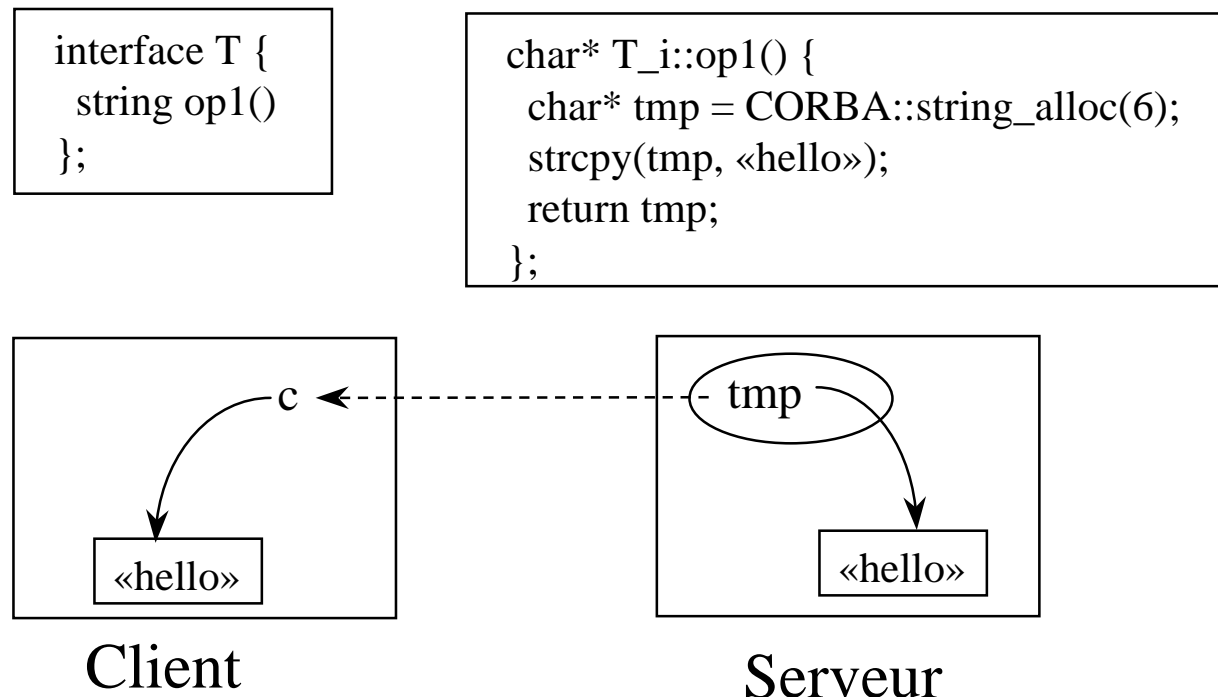 interface T {
string op1()
};
char* T_i::op1() {
char* tmp = CORBA::string_alloc(6);
strcpy(tmp, «hello»);
return tmp;
};
c
tmp
«hello»
«hello»
Client
Serveur